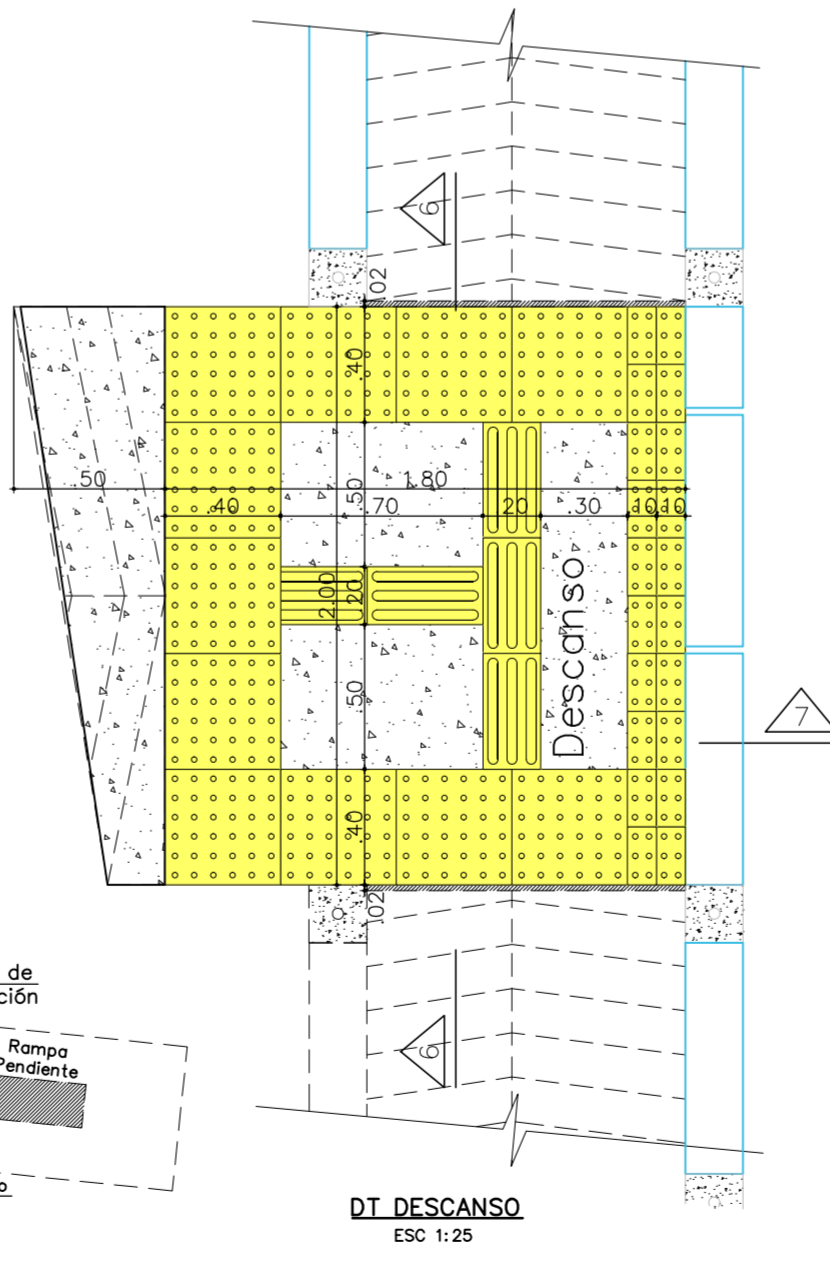 6
.02
.40
.50
1.80
.50
.40
.70
.20
.30
.10
.10
2.00
.20
Descanso
.50
7
.40
.02
de
ción
Rampa
Pendiente
6
o
DT DESCANSO
ESC 1:25